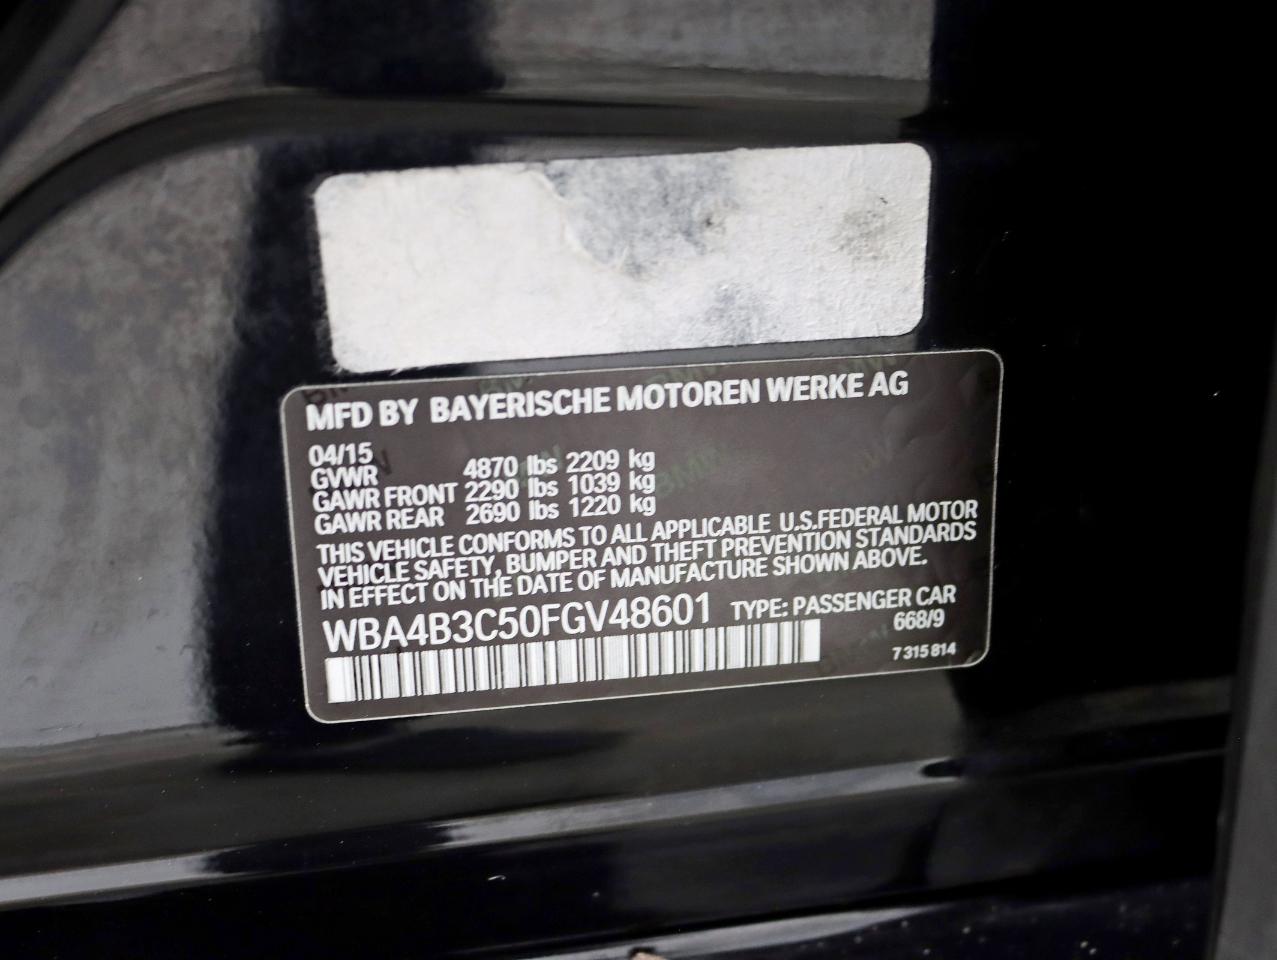 MFD BY BAYERISCHE MOTOREN WERKE AG
04/15
GVWR 4870 lbs 2209 kg
GAWR FRONT 2290 lbs 1039 kg
GAWR REAR 2690 lbs 1220 kg
THIS VEHICLE CONFORMS TO ALL APPLICABLE U.S.FEDERAL MOTOR
VEHICLE SAFETY, BUMPER AND THEFT PREVENTION STANDARDS
IN EFFECT ON THE DATE OF MANUFACTURE SHOWN ABOVE.
WBA4B3C50FGV48601 TYPE: PASSENGER CAR
668/9
7 315 814